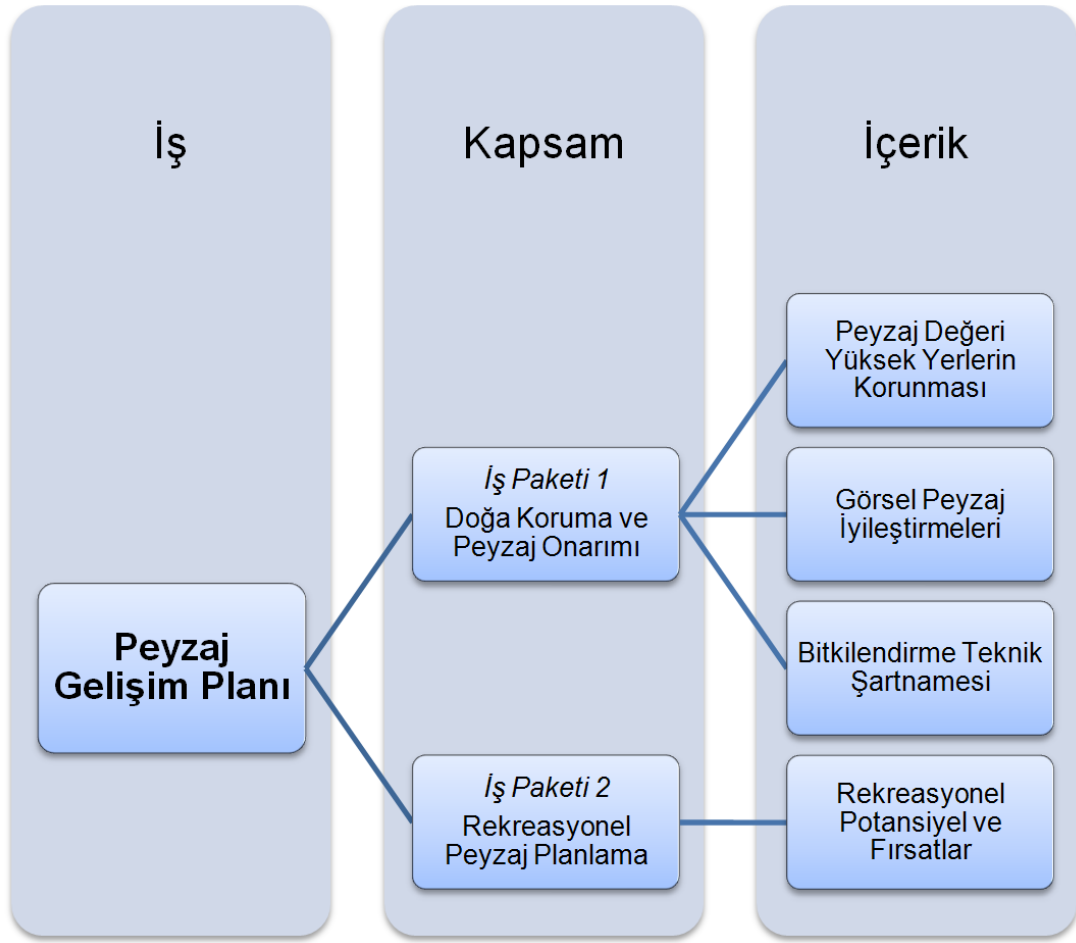 İş
Kapsam
İçerik
Peyzaj
Gelişim Planı
İş Paketi 1
Doğa Koruma ve
Peyzaj Onarımı
İş Paketi 2
Rekreasyonel
Peyzaj Planlama
Peyzaj Değeri
Yüksek Yerlerin
Korunması
Görsel Peyzaj
İyileştirmeleri
Bitkilendirme Teknik
Şartnamesi
Rekreasyonel
Potansiyel ve
Fırsatlar